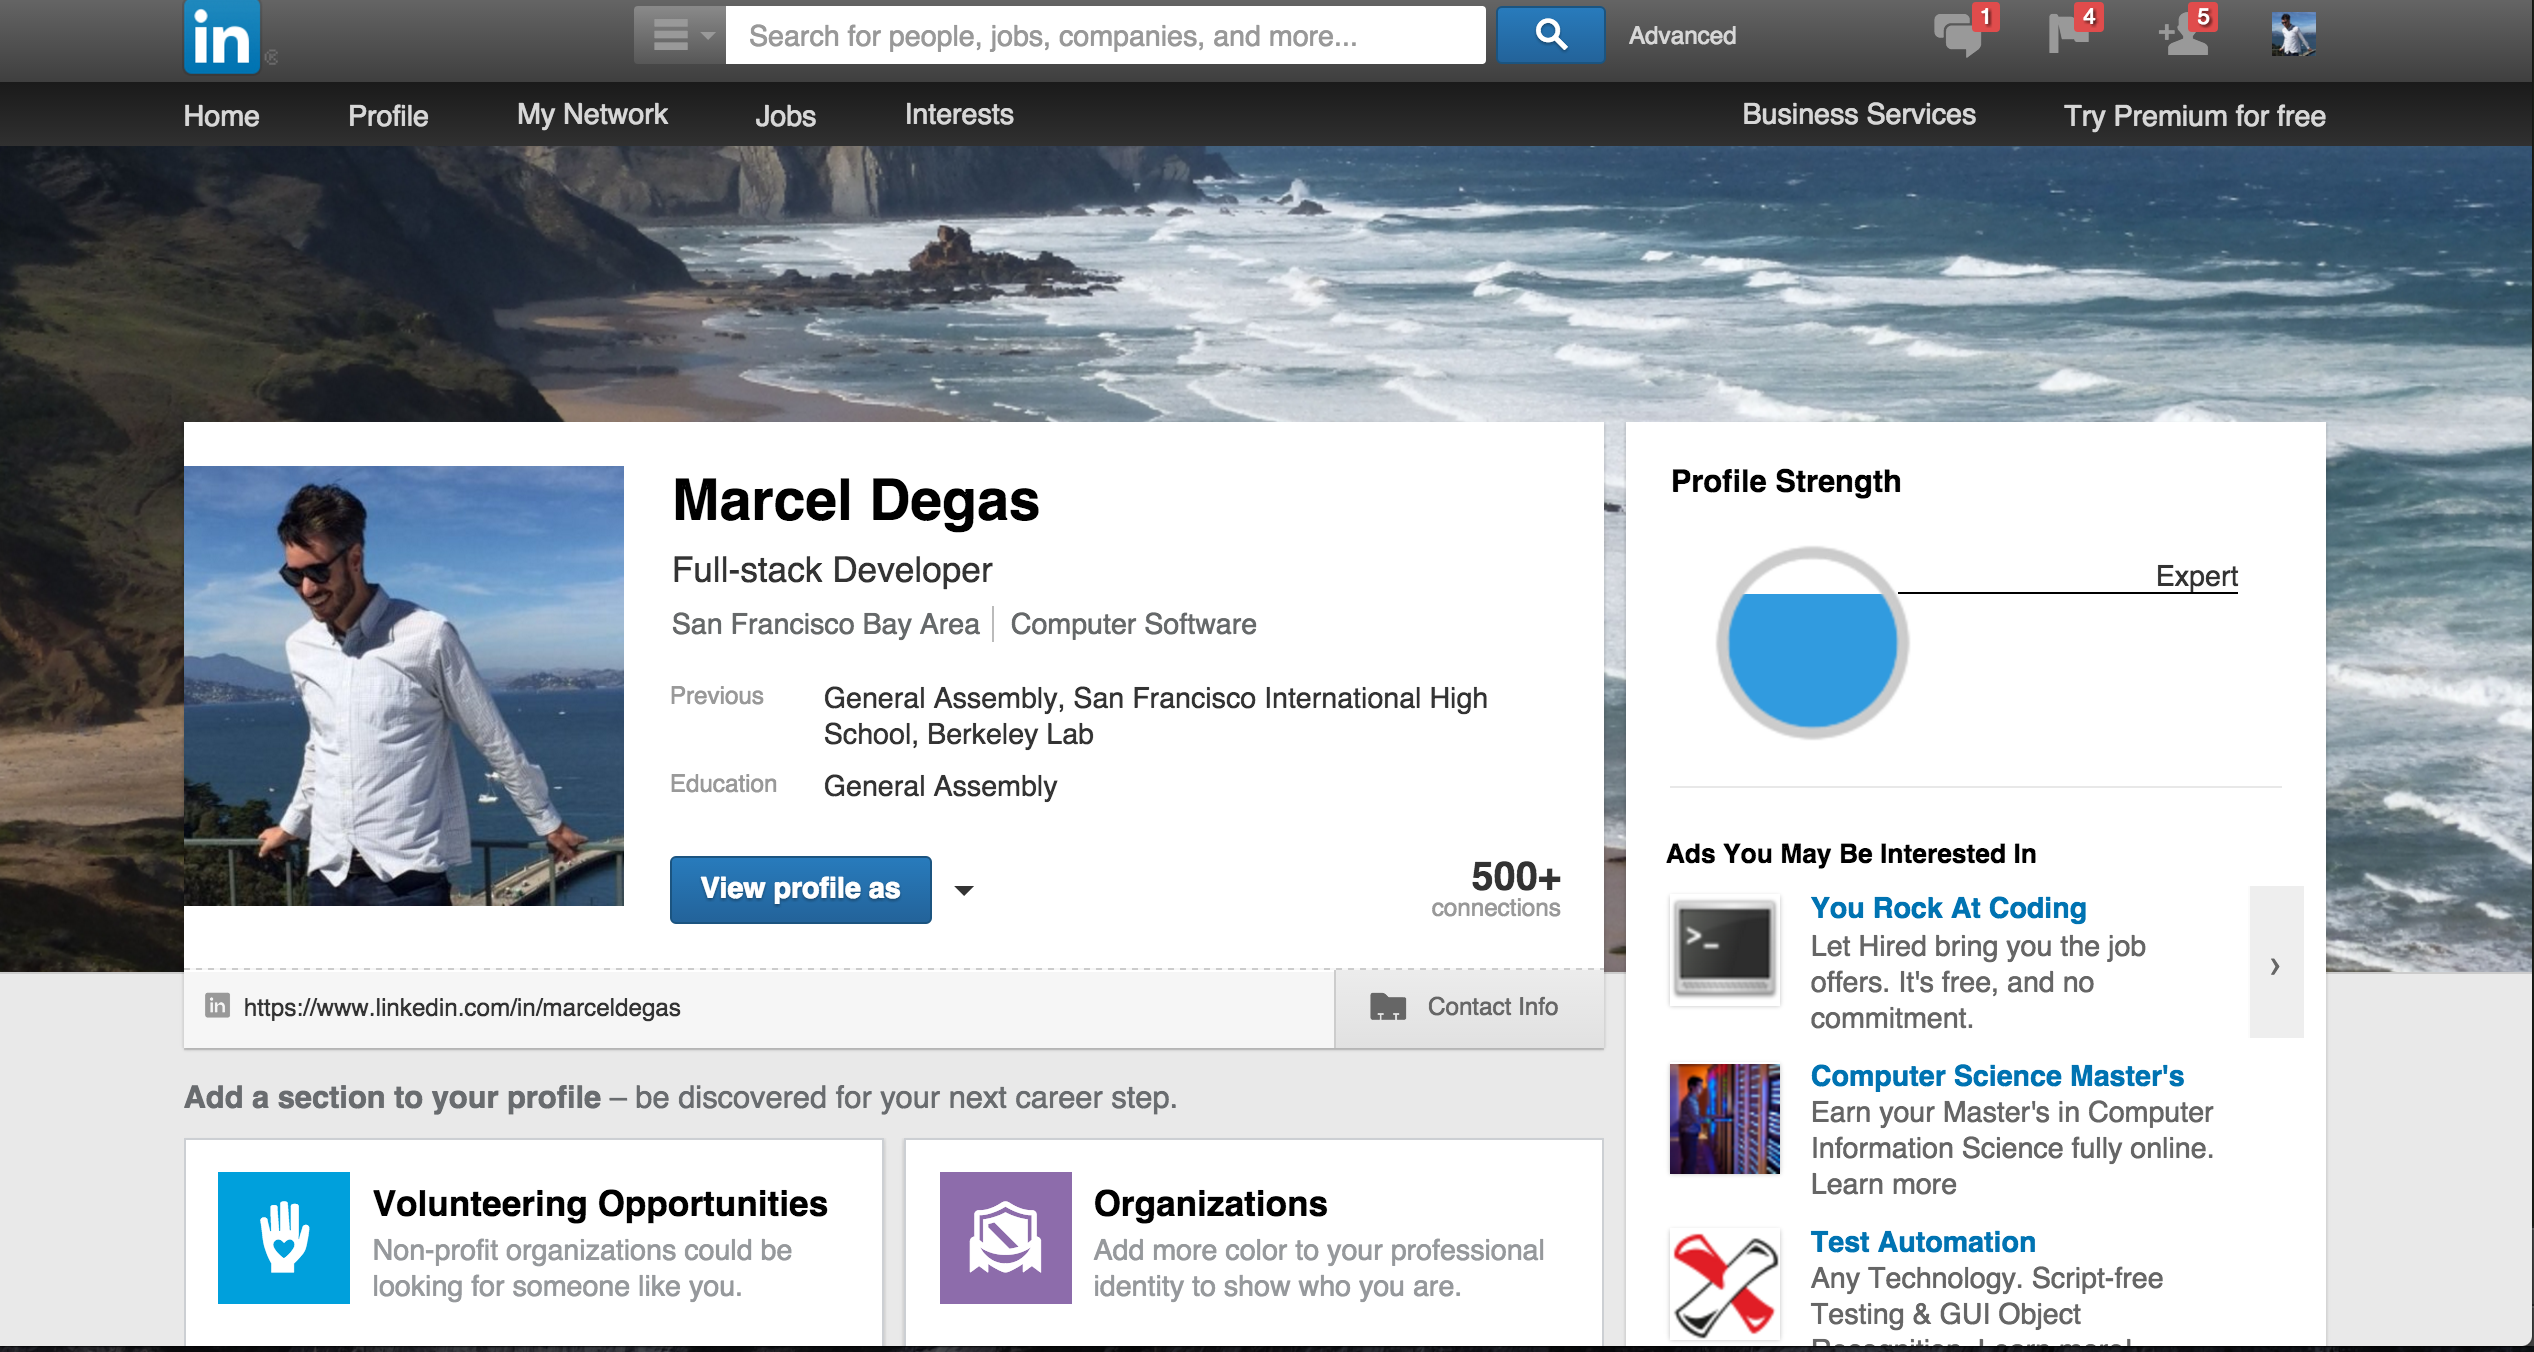 in
Search for people, jobs, companies, and more...
Advanced
1
4
5
Home
Profile
My Network
Jobs
Interests
Business Services
Try Premium for free
Marcel Degas
Full-stack Developer
San Francisco Bay Area
Computer Software
Previous
General Assembly, San Francisco International High
School, Berkeley Lab
Education
General Assembly
View profile as
500+
connections
in
https://www.linkedin.com/in/marceldegas
Contact Info
Add a section to your profile – be discovered for your next career step.
Volunteering Opportunities
Non-profit organizations could be
looking for someone like you.
Organizations
Add more color to your professional
identity to show who you are.
Profile Strength
Expert
Ads You May Be Interested In
You Rock At Coding
Let Hired bring you the job
offers. It's free, and no
commitment.
Computer Science Master's
Earn your Master's in Computer
Information Science fully online.
Learn more
Test Automation
Any Technology. Script-free
Testing & GUI Object
Recognition. Learn more!